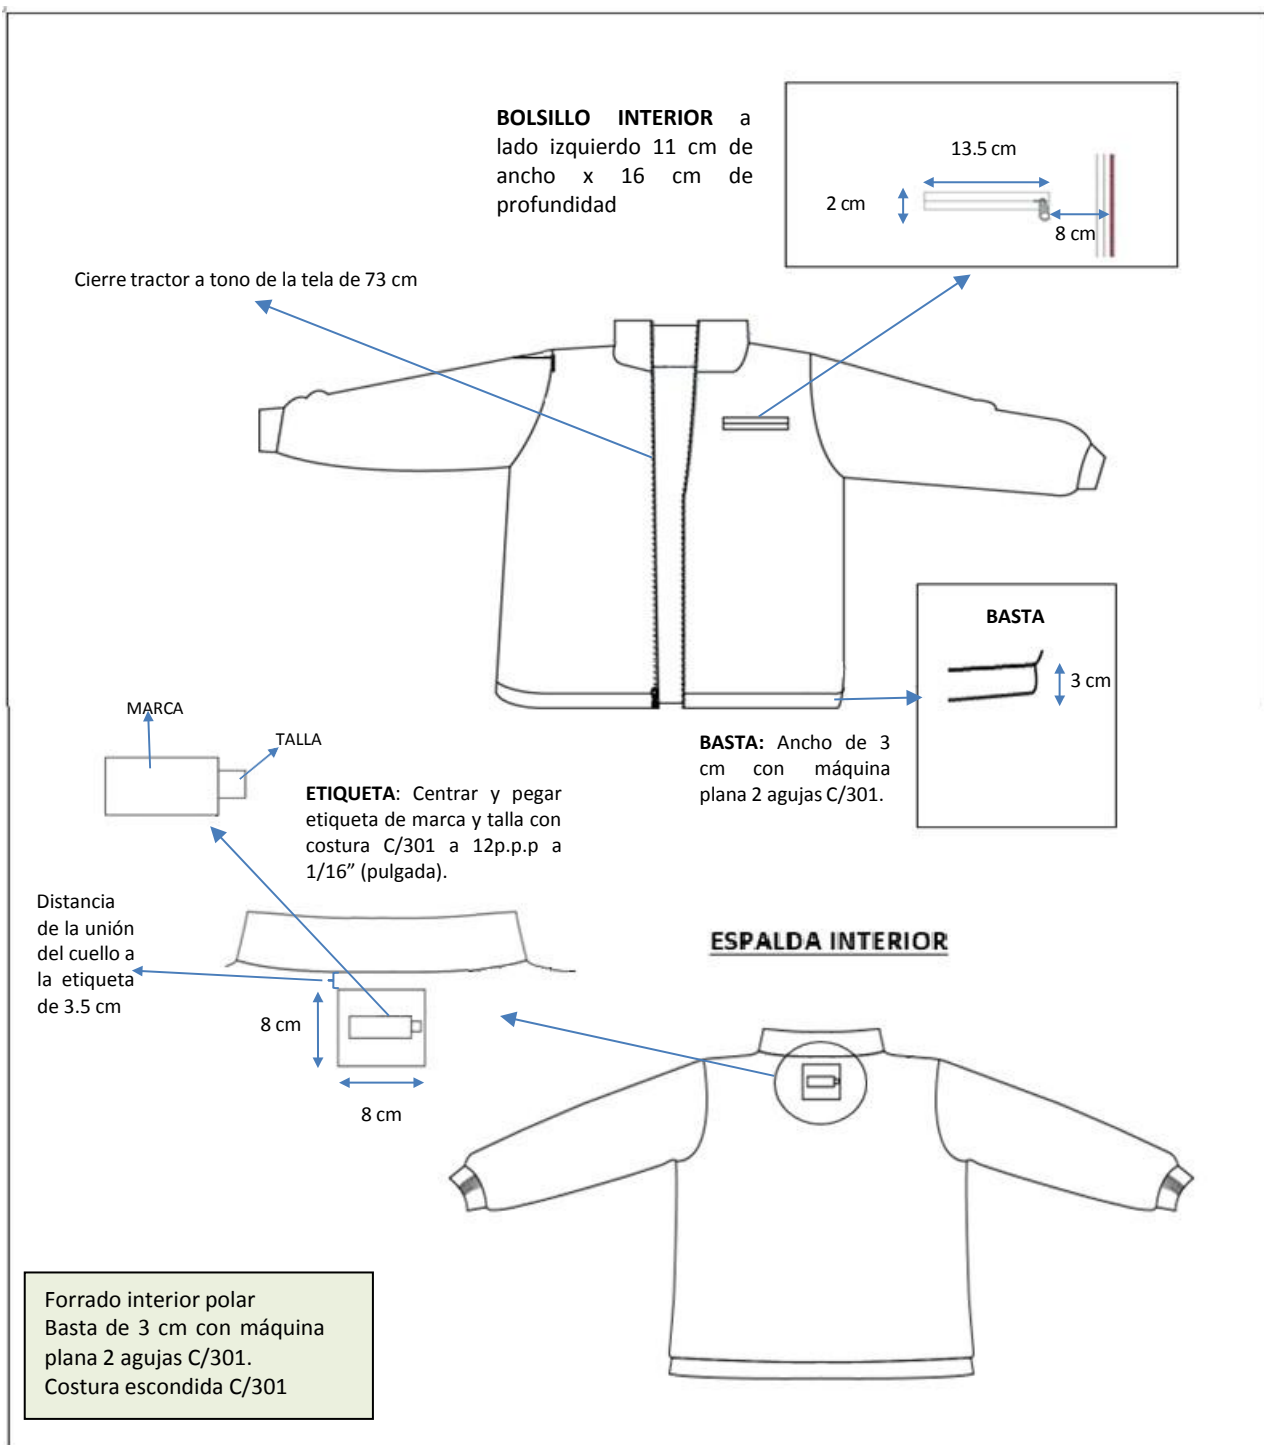 BOLSILLO INTERIOR a
lado izquierdo 11 cm de
ancho x 16 cm de
profundidad
13.5 cm
2 cm
8 cm
Cierre tractor a tono de la tela de 73 cm
BASTA
3 cm
BASTA: Ancho de 3
cm con máquina
plana 2 agujas C/301.
MARCA
TALLA
ETIQUETA: Centrar y pegar
etiqueta de marca y talla con
costura C/301 a 12p.p.p a
1/16” (pulgada).
Distancia
de la unión
del cuello a
la etiqueta
de 3.5 cm
8 cm
8 cm
ESPALDA INTERIOR
Forrado interior polar
Basta de 3 cm con máquina
plana 2 agujas C/301.
Costura escondida C/301